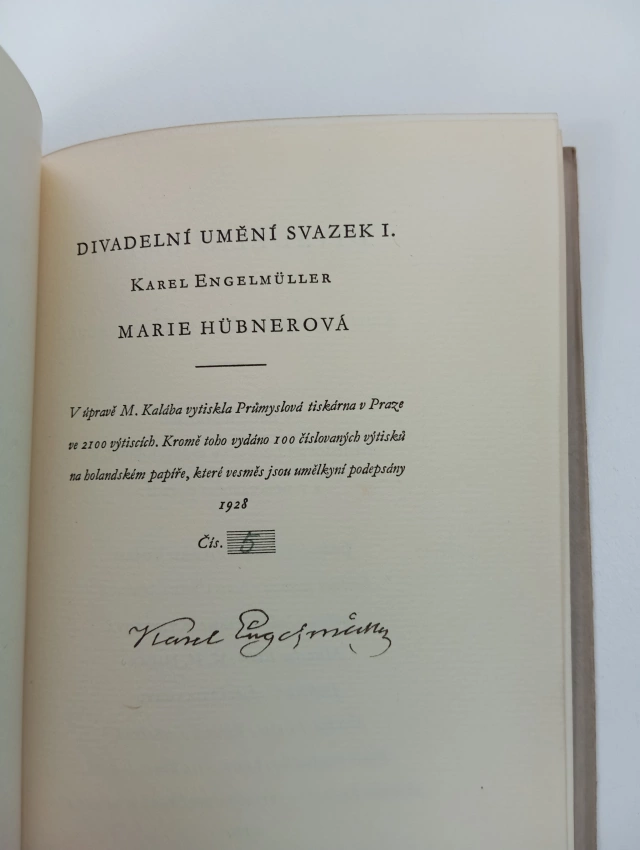 DIVADELNÍ UMĚNÍ SVAZEK I.
KAREL ENGELMÜLLER
MARIE HÜBNEROVÁ
V úpravě M. Kalába vytiskla Průmyslová tiskárna v Praze
ve 2100 výtiscích. Kromě toho vydáno 100 číslovaných výtisků
na holandském papíře, které vesměs jsou umělkyní podepsány
1928
Čís. 5
Karel Engelmüller